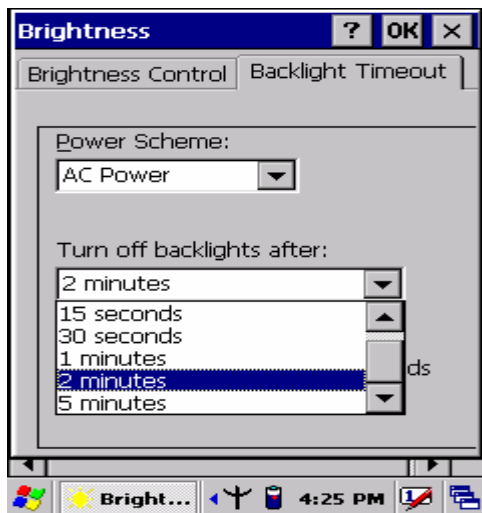 Brightness ? OK ×
Brightness Control Backlight Timeout
Power Scheme:
AC Power
Turn off backlights after:
2 minutes
15 seconds
30 seconds
1 minutes
2 minutes
5 minutes
ds
Bright... 4:25 PM